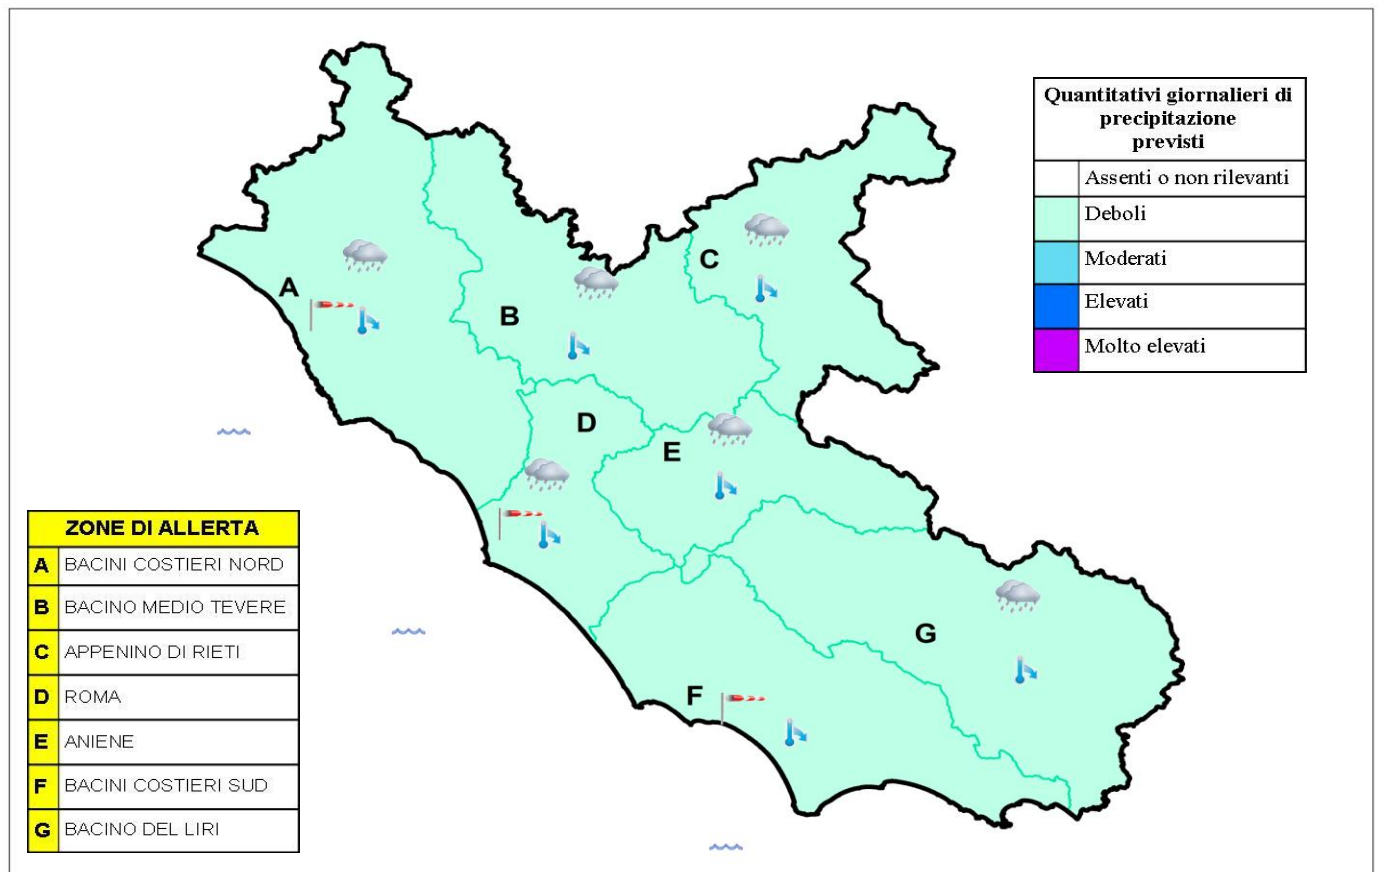 Quantitativi giornalieri di
precipitazione
previsti
Assenti o non rilevanti
Deboli
Moderati
Elevati
Molto elevati
A
B
C
D
E
F
G
ZONE DI ALLERTA
A BACINI COSTIERI NORD
B BACINO MEDIO TEVERE
C APPENINO DI RIETI
D ROMA
E ANIENE
F BACINI COSTIERI SUD
G BACINO DEL LIRI